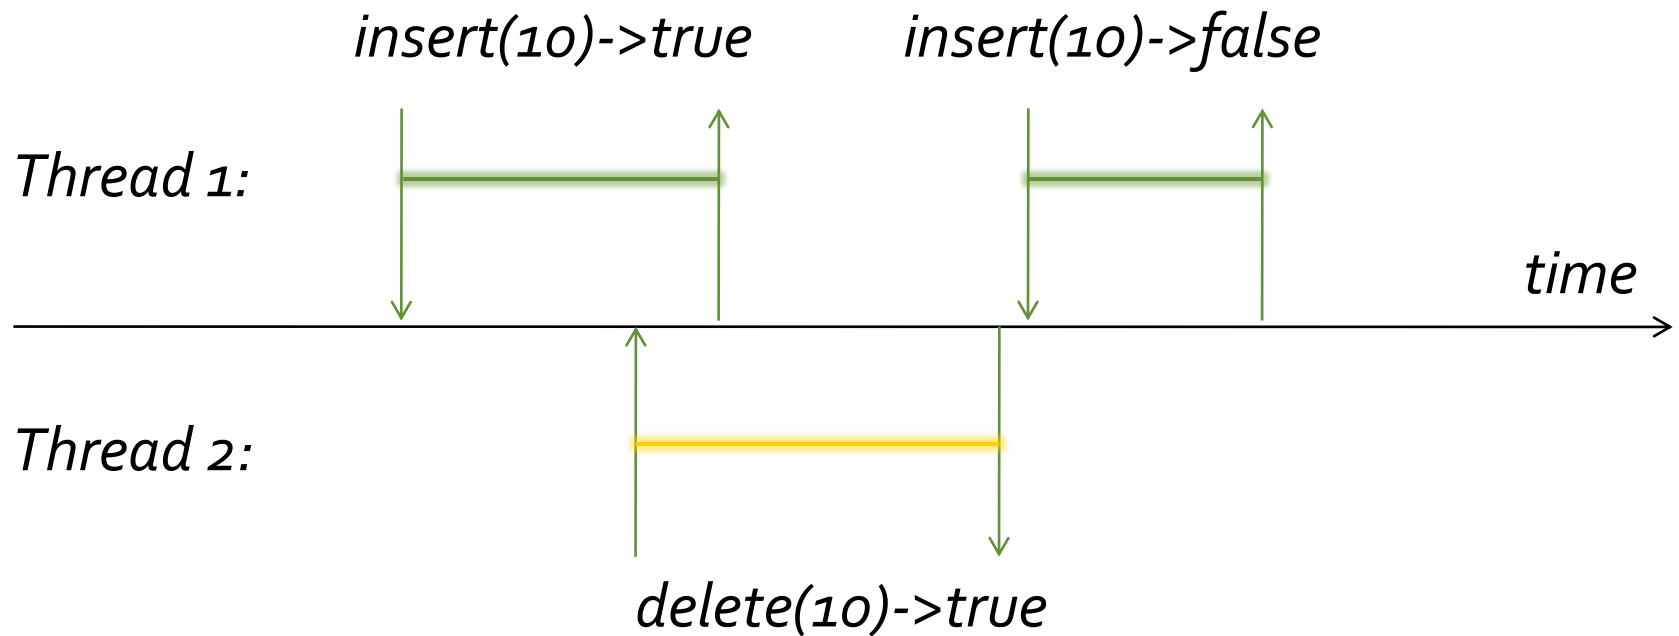 insert(10)->true
insert(10)->false
Thread 1:
time
Thread 2:
delete(10)->true